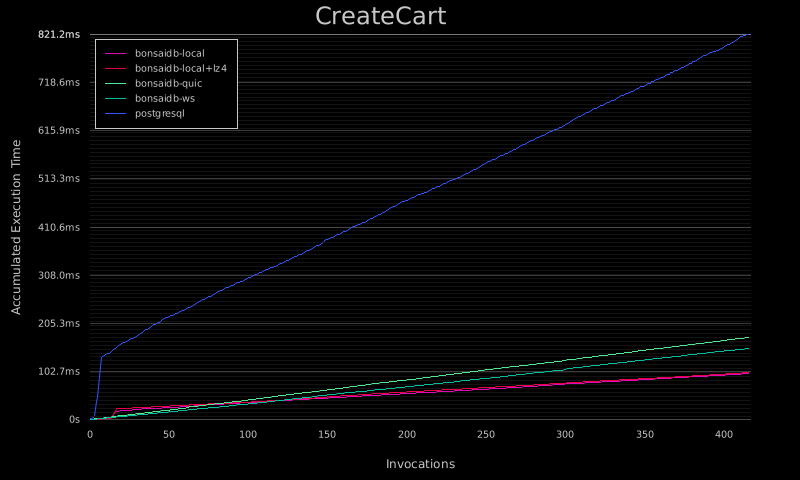 CreateCart
821.2ms
718.6ms
615.9ms
513.3ms
410.6ms
308.0ms
205.3ms
102.7ms
0s
bonsaidb-local
bonsaidb-local+lz4
bonsaidb-quic
bonsaidb-ws
postgresql
Accumulated Execution Time
0 50 100 150 200 250 300 350 400
Invocations